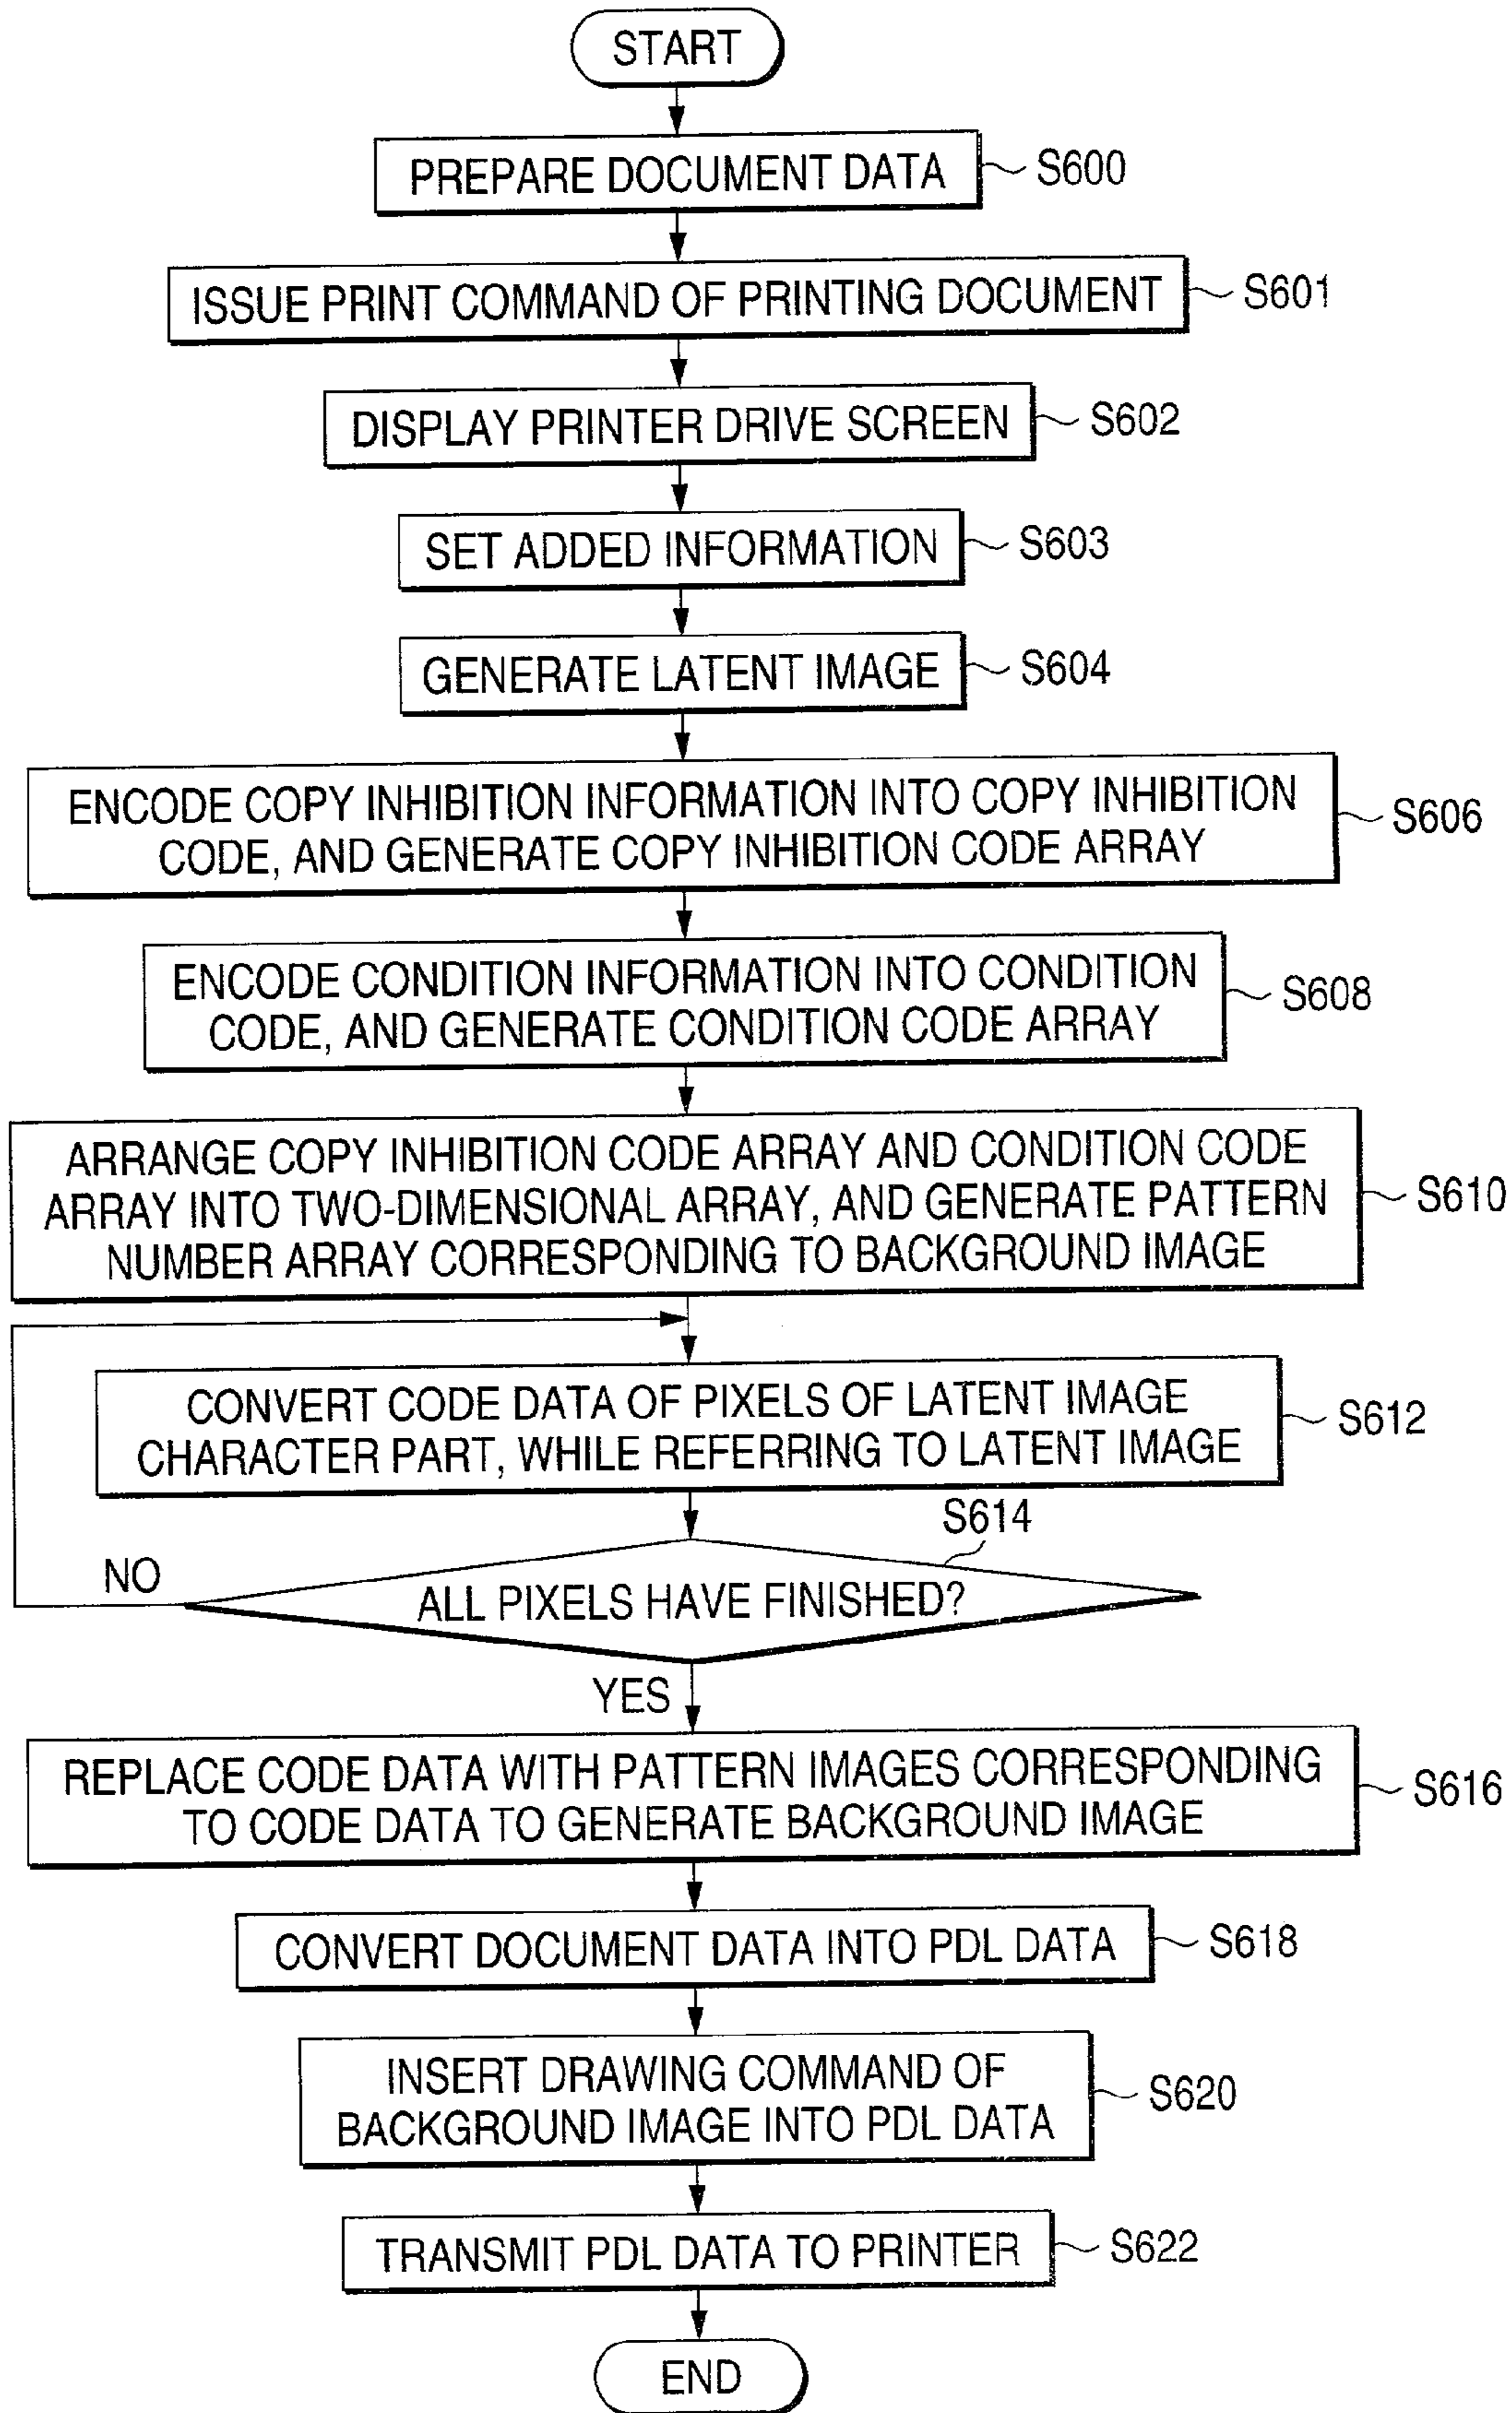 START
PREPARE DOCUMENT DATA
S600
ISSUE PRINT COMMAND OF PRINTING DOCUMENT
S601
DISPLAY PRINTER DRIVE SCREEN
S602
SET ADDED INFORMATION
S603
GENERATE LATENT IMAGE
S604
ENCODE COPY INHIBITION INFORMATION INTO COPY INHIBITION
CODE, AND GENERATE COPY INHIBITION CODE ARRAY
S606
ENCODE CONDITION INFORMATION INTO CONDITION
CODE, AND GENERATE CONDITION CODE ARRAY
S608
ARRANGE COPY INHIBITION CODE ARRAY AND CONDITION CODE
ARRAY INTO TWO-DIMENSIONAL ARRAY, AND GENERATE PATTERN
NUMBER ARRAY CORRESPONDING TO BACKGROUND IMAGE
S610
CONVERT CODE DATA OF PIXELS OF LATENT IMAGE
CHARACTER PART, WHILE REFERRING TO LATENT IMAGE
S612
S614
NO
ALL PIXELS HAVE FINISHED?
YES
REPLACE CODE DATA WITH PATTERN IMAGES CORRESPONDING
TO CODE DATA TO GENERATE BACKGROUND IMAGE
S616
CONVERT DOCUMENT DATA INTO PDL DATA
S618
INSERT DRAWING COMMAND OF
BACKGROUND IMAGE INTO PDL DATA
S620
TRANSMIT PDL DATA TO PRINTER
S622
END